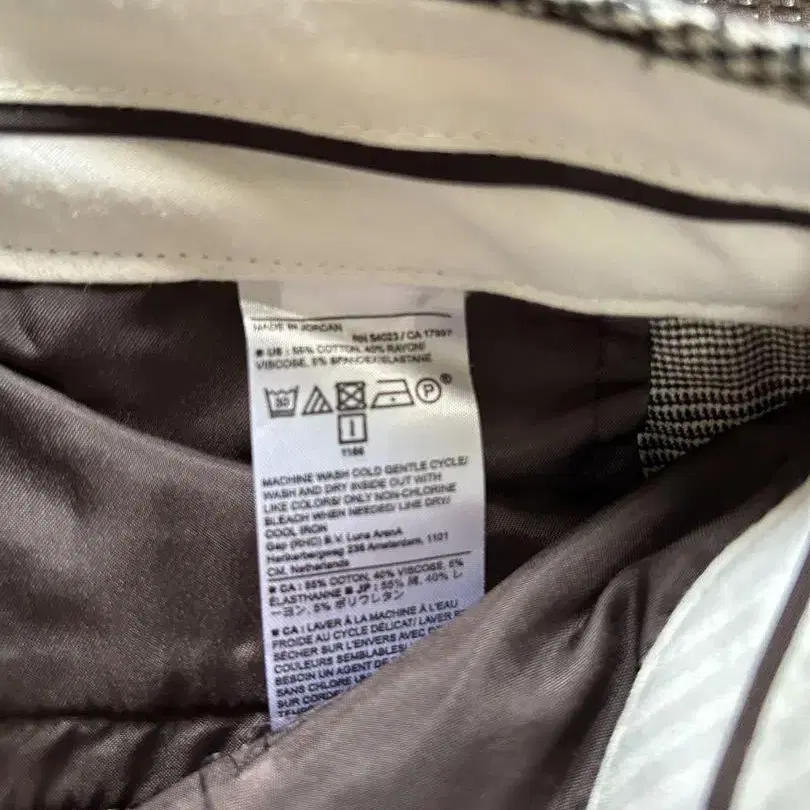 MADE IN JORDAN
RN 54023 / CA 17897
■ US : 55% COTTON, 40% RAYON/
VISCOSE, 5% SPANDEX/ELASTANE
30
P
®
I
1166
MACHINE WASH COLD GENTLE CYCLE/
WASH AND DRY INSIDE OUT WITH
LIKE COLORS/ ONLY NON-CHLORINE
BLEACH WHEN NEEDED/ LINE DRY/
COOL IRON
Gap (RHC) B.V. Luna ArenA
Herikerbergweg 238 Amsterdam, 1101
CM, Netherlands
■ CA : 55% COTTON, 40% VISCOSE, 5%
ÉLASTHANNE ■ JP : 55% 綿, 40% レ
ーヨン, 5% ポリウレタン
■ CA : LAVER À LA MACHINE À L'EAU
FROIDE AU CYCLE DÉLICAT/ LAVER
SÉCHER SUR L'ENVERS AVEC
COULEURS SEMBLABLES/
BESOIN UN AGENT DE
SANS CHLORE
SUR